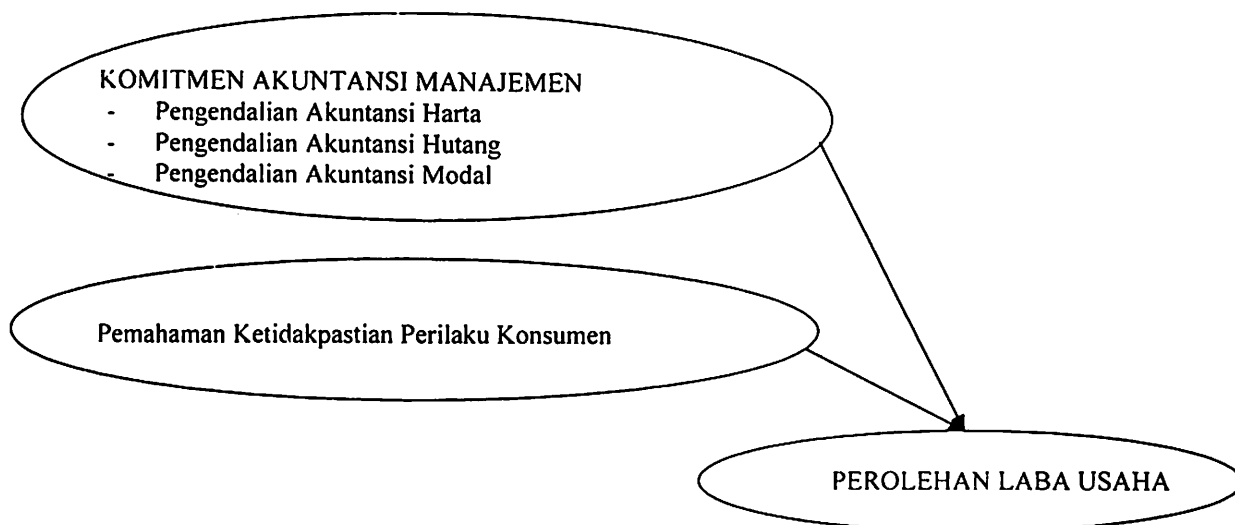 KOMITMEN AKUNTANSI MANAJEMEN
- Pengendalian Akuntansi Harta
- Pengendalian Akuntansi Hutang
- Pengendalian Akuntansi Modal
Pemahaman Ketidakpastian Perilaku Konsumen
PEROLEHAN LABA USAHA